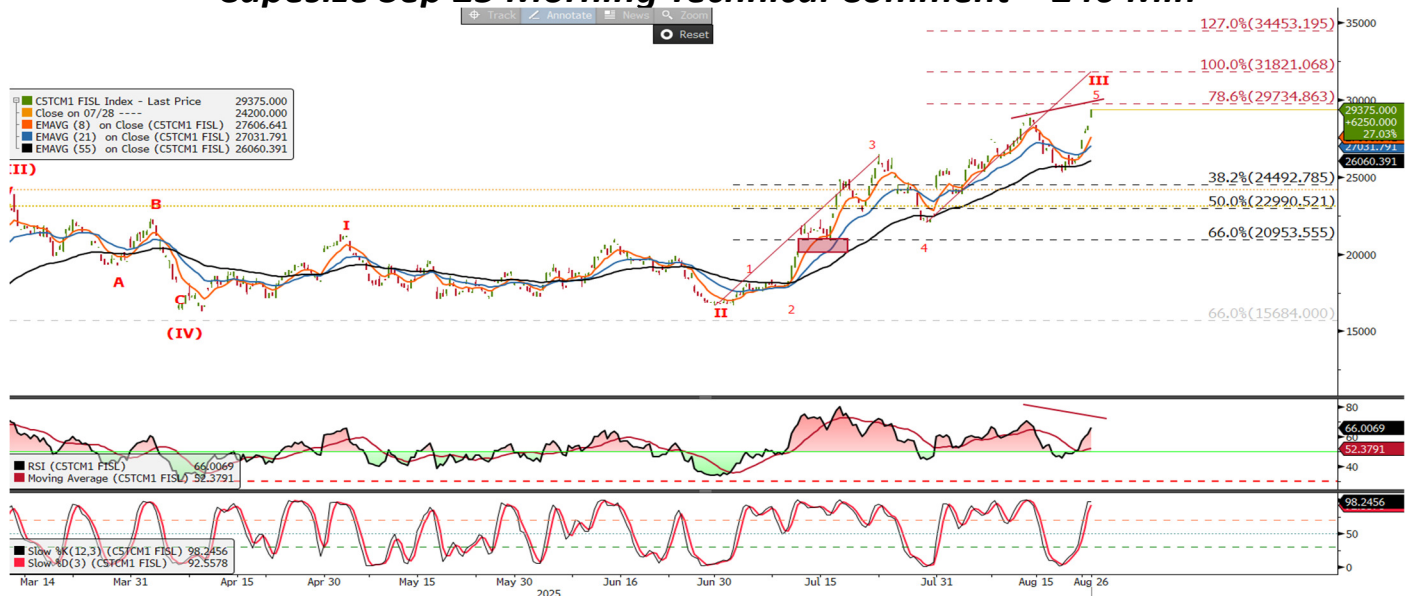 Capesize Sep 25 Morning Technical Comment – 240 Min
Track Annotate News Zoom
Reset
127.0%(34453.195)
100.0%(31821.068)
78.6%(29734.863)
38.2%(24492.785)
50.0%(22990.521)
66.0%(20953.555)
66.0%(15684.000)
C5TCM1 FISL Index - Last Price 29375.000
Close on 07/28 ---- 24200.000
EMAVG (8) on Close (C5TCM1 FISL) 27606.641
EMAVG (21) on Close (C5TCM1 FISL) 27031.791
EMAVG (55) on Close (C5TCM1 FISL) 26060.391
A
B
C
(IV)
I
II
1
2
3
4
5
III
35000
30000
29375.000
+6250.000
27.03%
27031.791
26060.391
25000
20000
15000
RSI (C5TCM1 FISL) 66.0069
Moving Average (C5TCM1 FISL) 52.3791
80
66.0069
60
52.3791
40
Slow %K(12,3) (C5TCM1 FISL) 98.2456
Slow %D(3) (C5TCM1 FISL) 92.5578
98.2456
50
0
Mar 14 Mar 31 Apr 15 Apr 30 May 15 May 30 Jun 16 Jun 30 Jul 15 Jul 31 Aug 15 Aug 26
2025